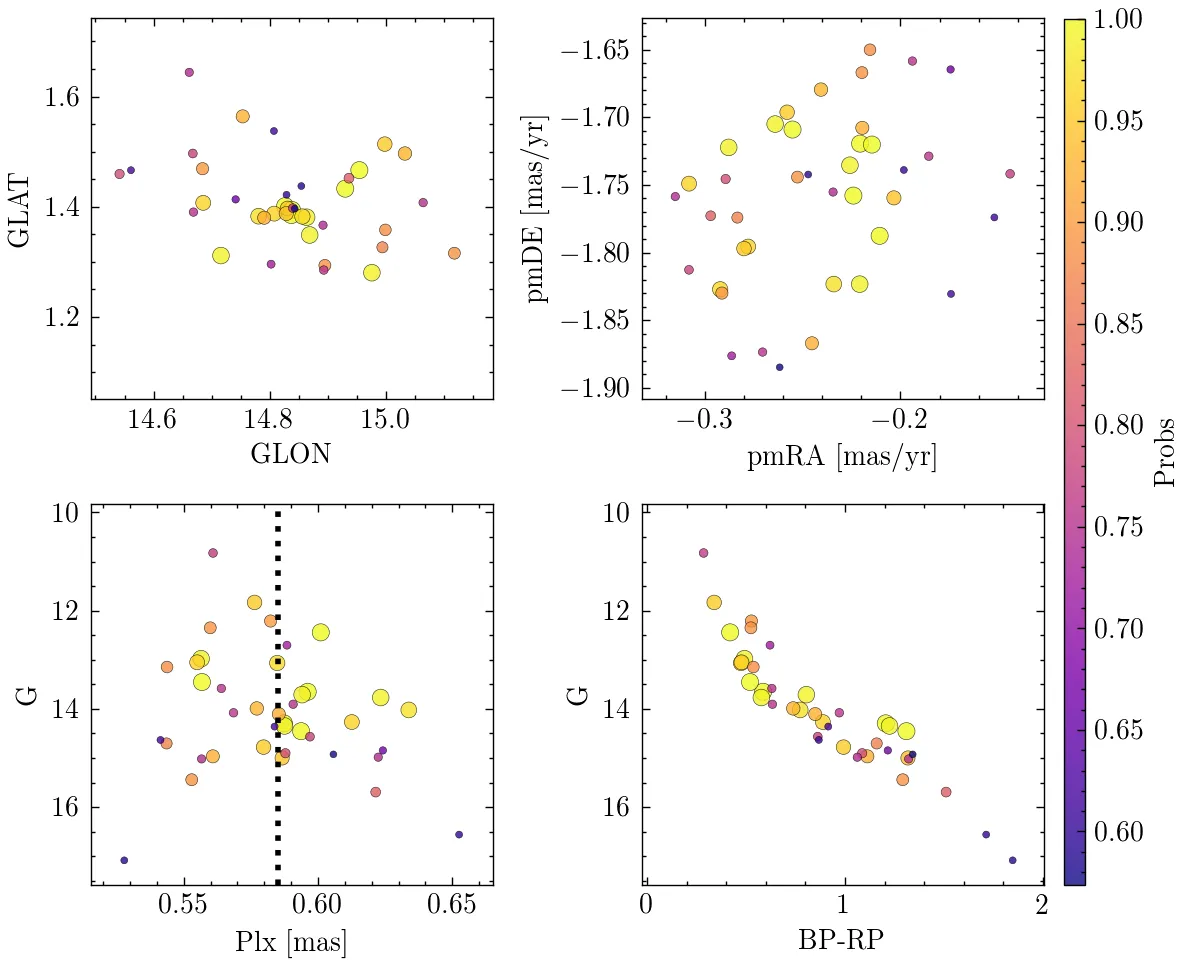 1.6
1.4
1.2
GLAT
14.6 14.8 15.0
GLON
−1.65
−1.70
−1.75
−1.80
−1.85
−1.90
pmDE [mas/yr]
−0.3 −0.2
pmRA [mas/yr]
10
12
14
16
G
0.55 0.60 0.65
Plx [mas]
10
12
14
16
G
0 1 2
BP-RP
1.00
0.95
0.90
0.85
0.80
0.75
0.70
0.65
0.60
Probs